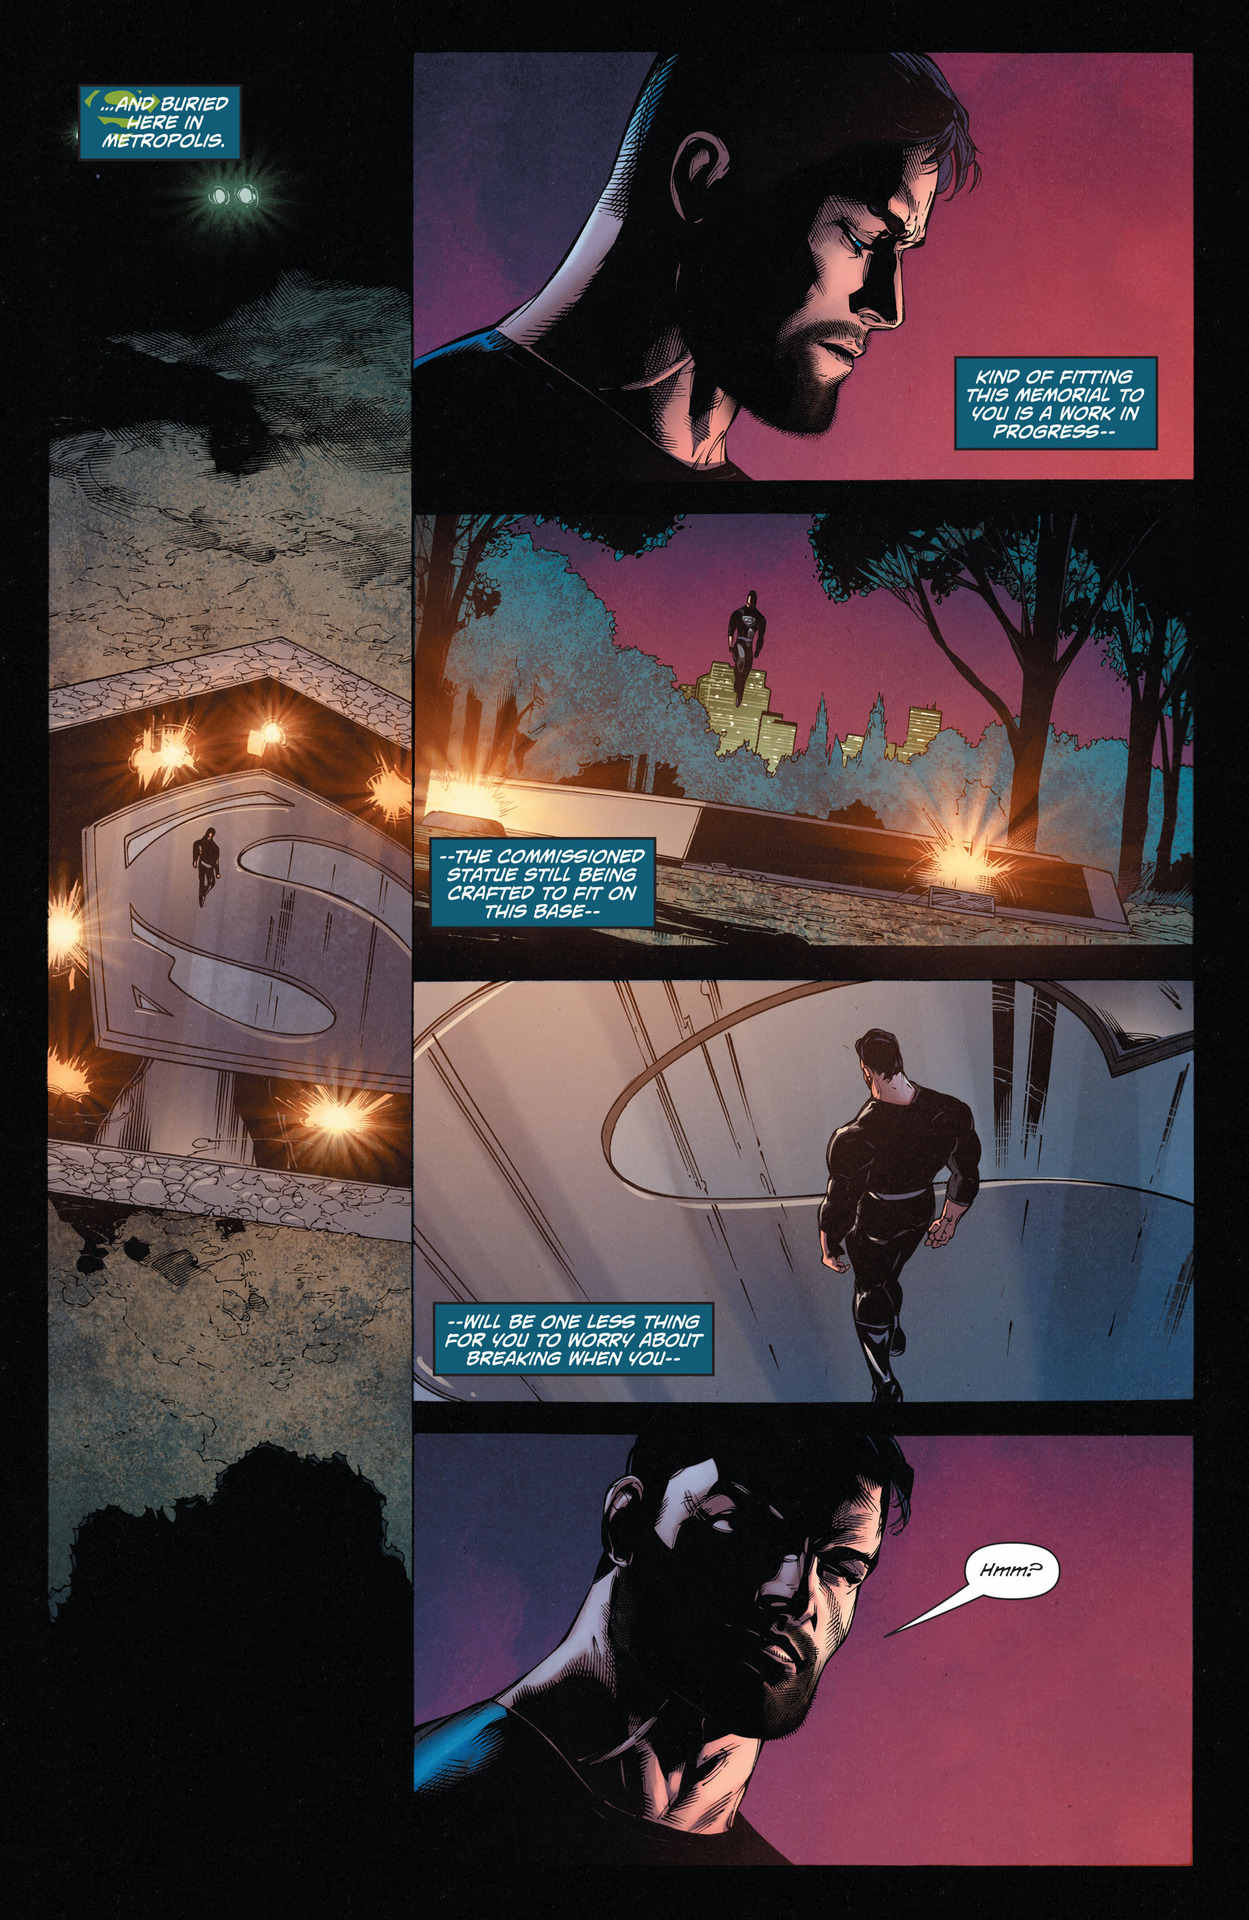 ...AND BURIED
HERE IN
METROPOLIS.
KIND OF FITTING
THIS MEMORIAL TO
YOU IS A WORK IN
PROGRESS--
--THE COMMISSIONED
STATUE STILL BEING
CRAFTED TO FIT ON
THIS BASE--
--WILL BE ONE LESS THING
FOR YOU TO WORRY ABOUT
BREAKING WHEN YOU--
Hmm?